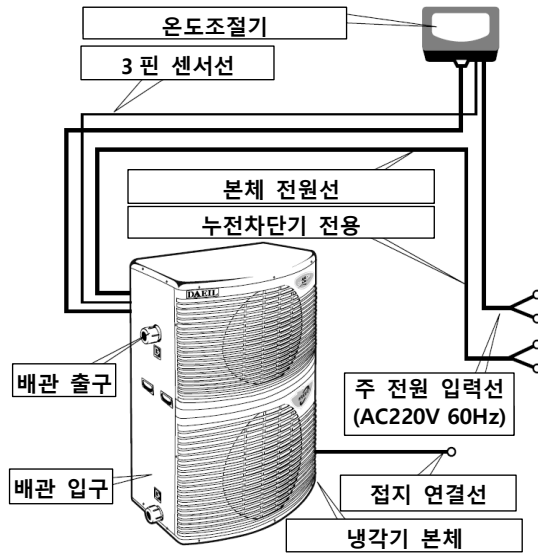 온도조절기
3 핀 센서선
본체 전원선
누전차단기 전용
DAEIL
배관 출구
주 전원 입력선
(AC220V 60Hz)
배관 입구
접지 연결선
냉각기 본체